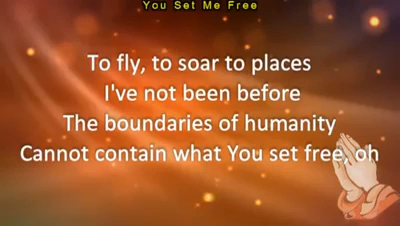 You Set Me Free
To fly, to soar to places
I've not been before
The boundaries of humanity
Cannot contain what You set free, oh